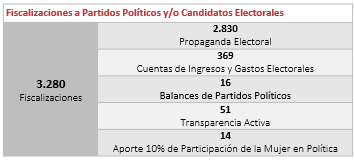 Fiscalizaciones a Partidos Políticos y/o Candidatos Electorales
3.280
Fiscalizaciones
2.830
Propaganda Electoral
369
Cuentas de Ingresos y Gastos Electorales
16
Balances de Partidos Políticos
51
Transparencia Activa
14
Aporte 10% de Participación de la Mujer en Política